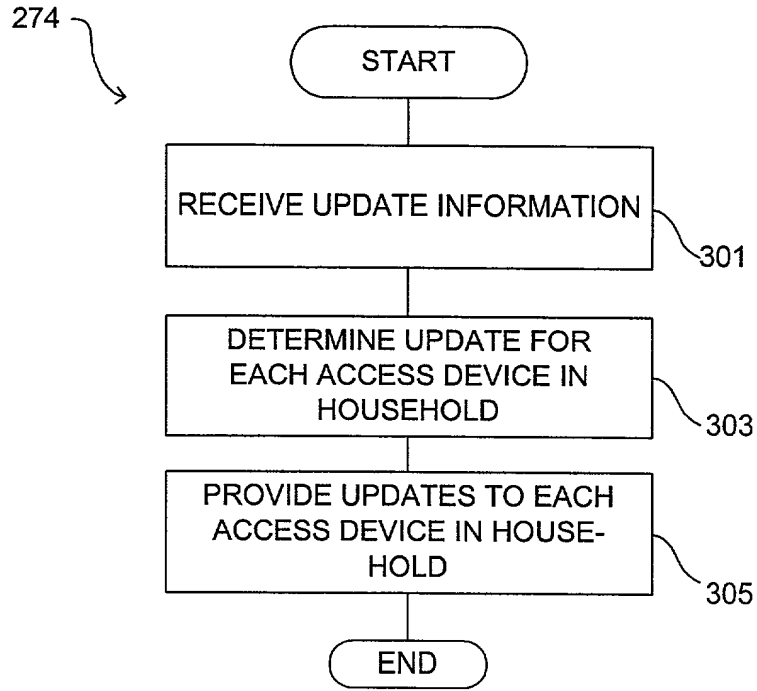 274
START
RECEIVE UPDATE INFORMATION
301
DETERMINE UPDATE FOR
EACH ACCESS DEVICE IN
HOUSEHOLD
303
PROVIDE UPDATES TO EACH
ACCESS DEVICE IN HOUSE-
HOLD
305
END